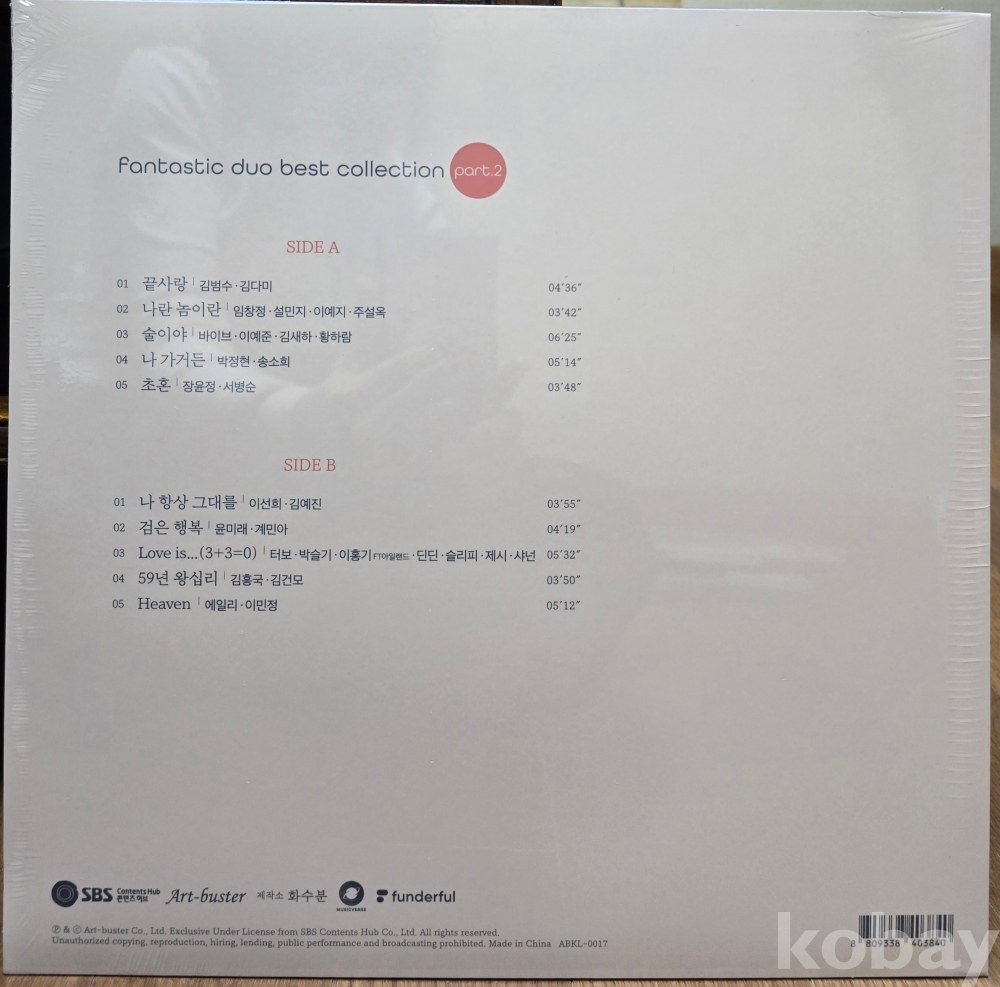 fantastic duo best collection part.2
SIDE A
01 끝사랑 | 김범수·김다미 04'36"
02 나란 놈이란 | 임창정·설민지·이예지·주설옥 03'42"
03 술이야 | 바이브·이예준·김새하·황하람 06'25"
04 나 가거든 | 박정현·송소희 05'14"
05 초혼 | 장윤정·서병순 03'48"
SIDE B
01 나 항상 그대를 | 이선희·김예진 03'55"
02 검은 행복 | 윤미래·계민아 04'19"
03 Love is...(3+3=0) | 터보·박슬기·이홍기 FT아일랜드·딘딘·슬리피·제시·샤넌 05'32"
04 59년 왕십리 | 김흥국·김건모 03'50"
05 Heaven | 에일리·이민정 05'12"
SBS Contents Hub 콘텐츠허브 Art-buster 제작소 화수분 MUSICVERSE funderful
Ⓟ & ⓒ Art-buster Co., Ltd. Exclusive Under License from SBS Contents Hub Co., Ltd. All rights reserved.
Unauthorized copying, reproduction, hiring, lending, public performance and broadcasting prohibited. Made in China ABKL-0017
8 809338 403840
kobay